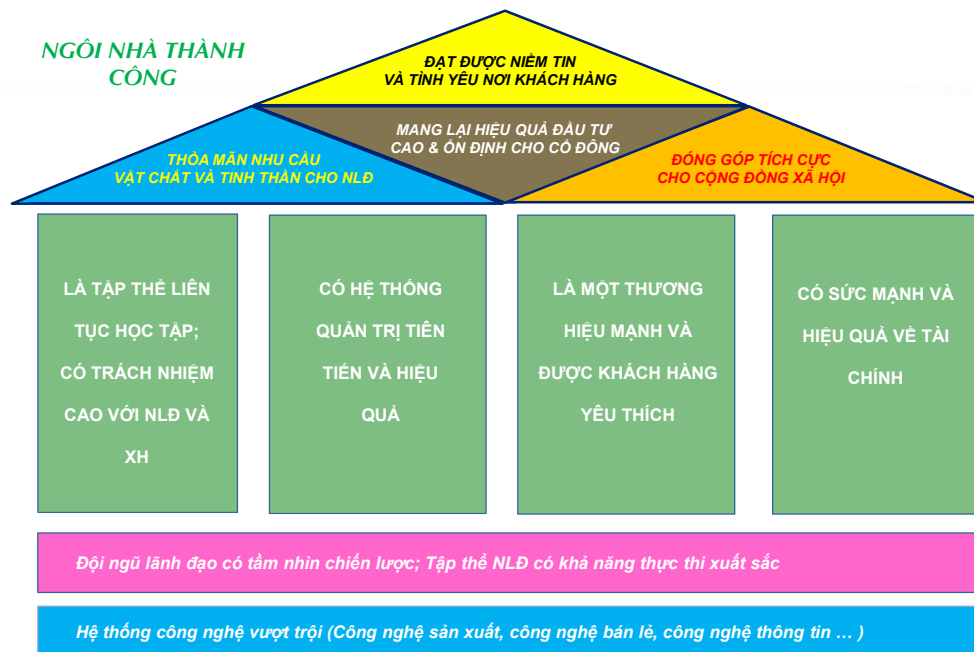 NGÔI NHÀ THÀNH
CÔNG
ĐẠT ĐƯỢC NIỀM TIN
VÀ TÌNH YÊU NƠI KHÁCH HÀNG
MANG LẠI HIỆU QUẢ ĐẦU TƯ
CAO & ỔN ĐỊNH CHO CỔ ĐÔNG
THỎA MÃN NHU CẦU
VẬT CHẤT VÀ TINH THẦN CHO NLĐ
ĐÓNG GÓP TÍCH CỰC
CHO CỘNG ĐỒNG XÃ HỘI
LÀ TẬP THỂ LIÊN
TỤC HỌC TẬP;
CÓ TRÁCH NHIỆM
CAO VỚI NLĐ VÀ
XH
CÓ HỆ THỐNG
QUẢN TRỊ TIÊN
TIẾN VÀ HIỆU
QUẢ
LÀ MỘT THƯƠNG
HIỆU MẠNH VÀ
ĐƯỢC KHÁCH HÀNG
YÊU THÍCH
CÓ SỨC MẠNH VÀ
HIỆU QUẢ VỀ TÀI
CHÍNH
Đội ngũ lãnh đạo có tầm nhìn chiến lược; Tập thể NLĐ có khả năng thực thi xuất sắc
Hệ thống công nghệ vượt trội (Công nghệ sản xuất, công nghệ bán lẻ, công nghệ thông tin ... )